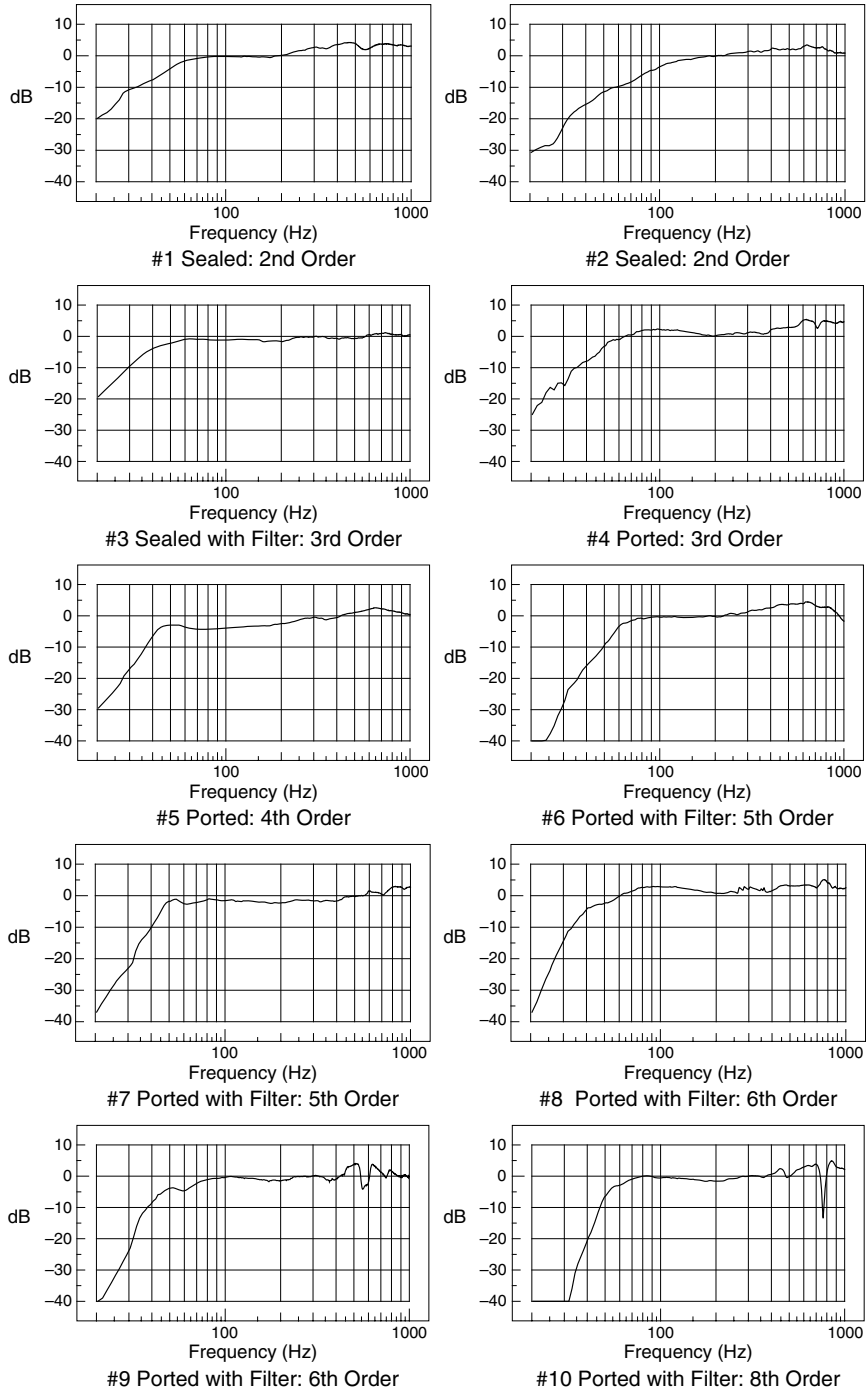 10
0
−10
dB
−20
−30
−40
100
1000
Frequency (Hz)
#1 Sealed: 2nd Order
10
0
−10
dB
−20
−30
−40
100
1000
Frequency (Hz)
#2 Sealed: 2nd Order
10
0
−10
dB
−20
−30
−40
100
1000
Frequency (Hz)
#3 Sealed with Filter: 3rd Order
10
0
−10
dB
−20
−30
−40
100
1000
Frequency (Hz)
#4 Ported: 3rd Order
10
0
−10
dB
−20
−30
−40
100
1000
Frequency (Hz)
#5 Ported: 4th Order
10
0
−10
dB
−20
−30
−40
100
1000
Frequency (Hz)
#6 Ported with Filter: 5th Order
10
0
−10
dB
−20
−30
−40
100
1000
Frequency (Hz)
#7 Ported with Filter: 5th Order
10
0
−10
dB
−20
−30
−40
100
1000
Frequency (Hz)
#8 Ported with Filter: 6th Order
10
0
−10
dB
−20
−30
−40
100
1000
Frequency (Hz)
#9 Ported with Filter: 6th Order
10
0
−10
dB
−20
−30
−40
100
1000
Frequency (Hz)
#10 Ported with Filter: 8th Order